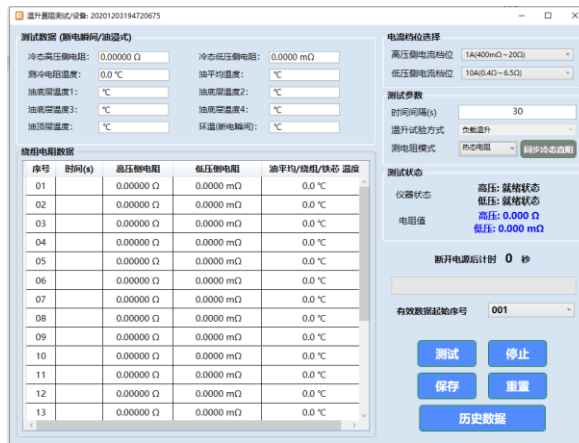 温升直阻测试/设备: 20201203194720675
测试数据 (断电瞬间/油浸式)
冷态高压侧电阻: 0.00000 Ω 冷态低压侧电阻: 0.0000 mΩ
测冷电阻温度: 0.0 ℃ 油平均温度: ℃
油底层温度1: ℃ 油底层温度2: ℃
油底层温度3: ℃ 油底层温度4: ℃
油顶层温度: ℃ 环温(断电瞬间): ℃
绕组电阻数据
序号 时间(s) 高压侧电阻 低压侧电阻 油平均/绕组/铁芯 温度
01 0.00000 Ω 0.0000 mΩ 0.0 ℃
02 0.00000 Ω 0.0000 mΩ 0.0 ℃
03 0.00000 Ω 0.0000 mΩ 0.0 ℃
04 0.00000 Ω 0.0000 mΩ 0.0 ℃
05 0.00000 Ω 0.0000 mΩ 0.0 ℃
06 0.00000 Ω 0.0000 mΩ 0.0 ℃
07 0.00000 Ω 0.0000 mΩ 0.0 ℃
08 0.00000 Ω 0.0000 mΩ 0.0 ℃
09 0.00000 Ω 0.0000 mΩ 0.0 ℃
10 0.00000 Ω 0.0000 mΩ 0.0 ℃
11 0.00000 Ω 0.0000 mΩ 0.0 ℃
12 0.00000 Ω 0.0000 mΩ 0.0 ℃
13 0.00000 Ω 0.0000 mΩ 0.0 ℃
电流档位选择
高压侧电流档位 1A(400mΩ~20Ω)
低压侧电流档位 10A(0.4Ω~6.5Ω)
测试参数
时间间隔(s) 30
温升试验方式 负载温升
测电阻模式 热态电阻 同步冷态直阻
测试状态
仪器状态 高压: 就绪状态
低压: 就绪状态
电阻值 高压: 0.000 Ω
低压: 0.000 mΩ
断开电源后计时 0 秒
有效数据起始序号 001
测试 停止
保存 重置
历史数据